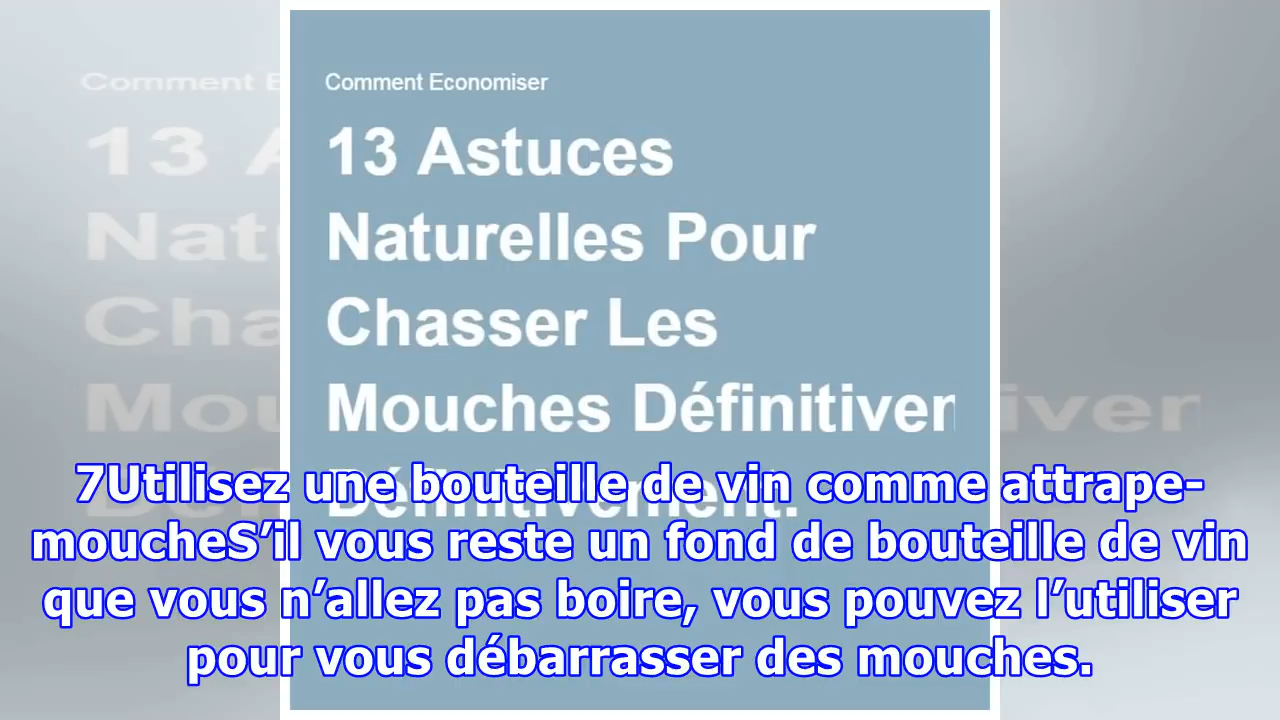 Comment Economiser
13 Astuces
Naturelles Pour
Chasser Les
Mouches Définitiver
Définitivement.
7Utilisez une bouteille de vin comme attrape-
moucheS’il vous reste un fond de bouteille de vin
que vous n’allez pas boire, vous pouvez l’utiliser
pour vous débarrasser des mouches.